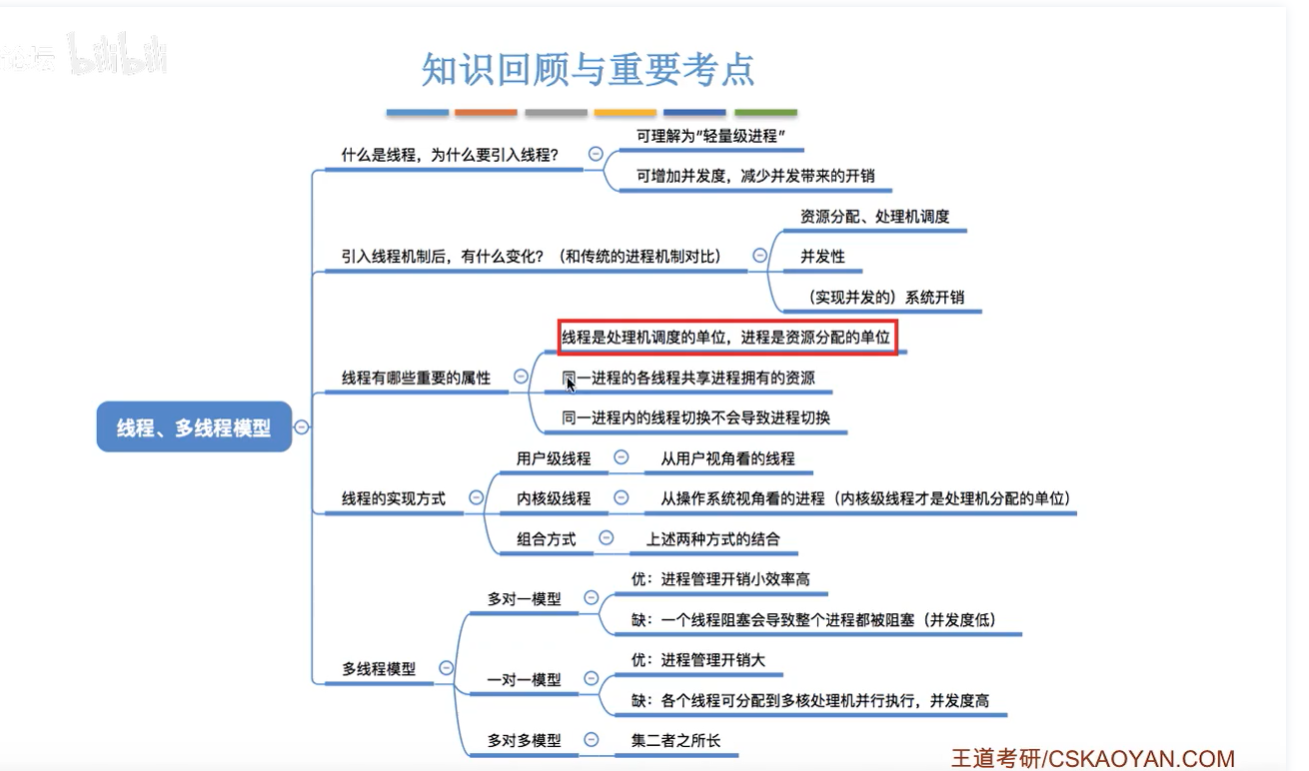 bilibili
知识回顾与重要考点
什么是线程，为什么要引入线程？
可理解为“轻量级进程”
可增加并发度，减少并发带来的开销
引入线程机制后，有什么变化？（和传统的进程机制对比）
资源分配、处理机调度
并发性
（实现并发的）系统开销
线程有哪些重要的属性
线程是处理机调度的单位，进程是资源分配的单位
同一进程的各线程共享进程拥有的资源
同一进程内的线程切换不会导致进程切换
线程、多线程模型
线程的实现方式
用户级线程
从用户视角看的线程
内核级线程
从操作系统视角看的进程（内核级线程才是处理机分配的单位）
组合方式
上述两种方式的结合
多线程模型
多对一模型
优：进程管理开销小效率高
缺：一个线程阻塞会导致整个进程都被阻塞（并发度低）
一对一模型
优：进程管理开销大
缺：各个线程可分配到多核处理机并行执行，并发度高
多对多模型
集二者之所长
王道考研/CSKAOYAN.COM